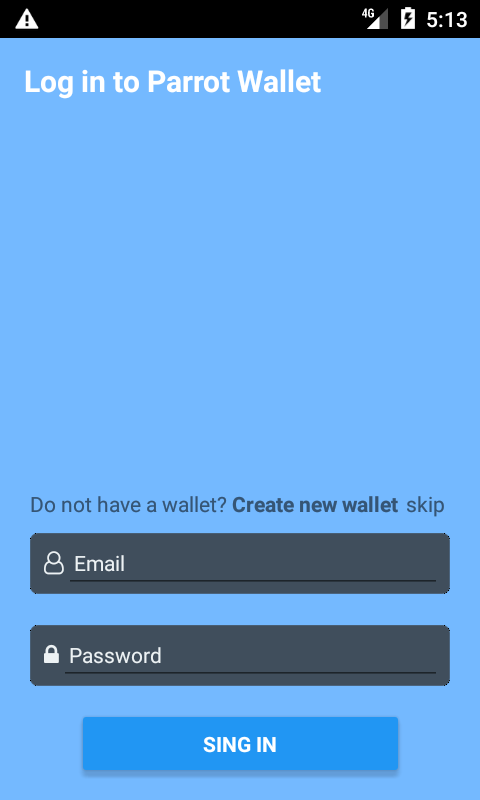 4G 5:13
Log in to Parrot Wallet
Do not have a wallet? Create new wallet skip
Email
Password
SING IN